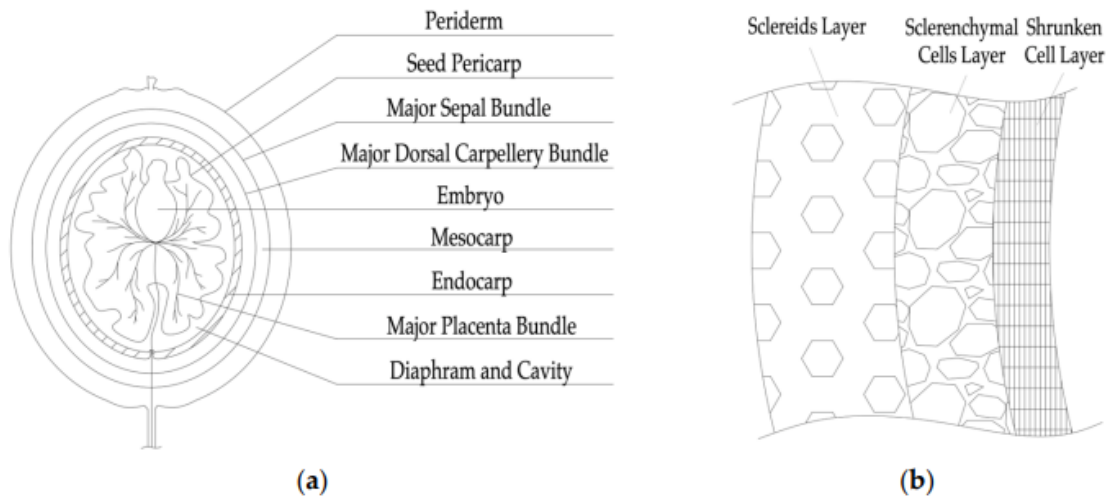 Periderm
Seed Pericarp
Major Sepal Bundle
Major Dorsal Carpellery Bundle
Embryo
Mesocarp
Endocarp
Major Placenta Bundle
Diaphram and Cavity
(a)
Sclereids Layer
Sclerenchymal
Cells Layer
Shrunken
Cell Layer
(b)